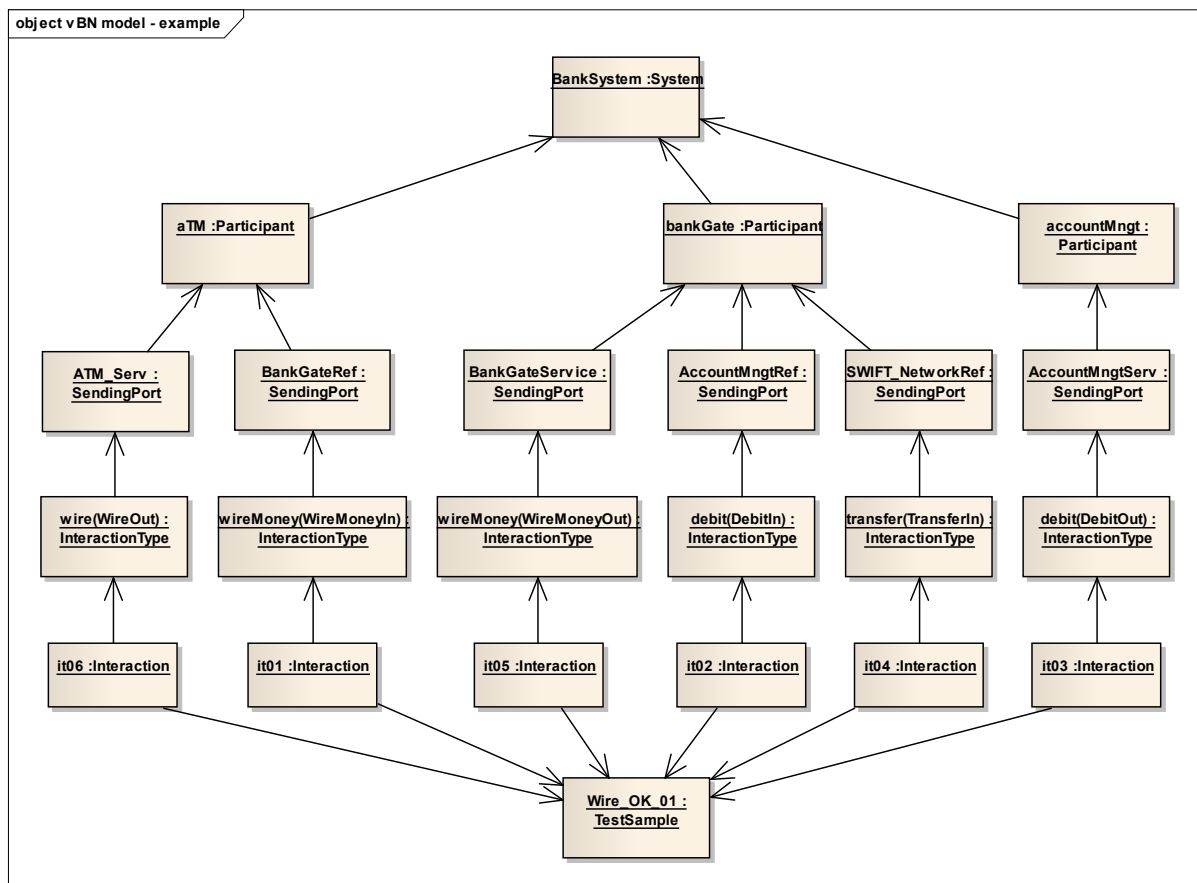 object vBN model - example
BankSystem :System
aTM :Participant
bankGate :Participant
accountMngt :
Participant
ATM_Serv :
SendingPort
BankGateRef :
SendingPort
BankGateService :
SendingPort
AccountMngtRef :
SendingPort
SWIFT_NetworkRef :
SendingPort
AccountMngtServ :
SendingPort
wire(WireOut) :
InteractionType
wireMoney(WireMoneyIn) :
InteractionType
wireMoney(WireMoneyOut) :
InteractionType
debit(DebitIn) :
InteractionType
transfer(TransferIn) :
InteractionType
debit(DebitOut) :
InteractionType
it06 :Interaction
it01 :Interaction
it05 :Interaction
it02 :Interaction
it04 :Interaction
it03 :Interaction
Wire_OK_01 :
TestSample